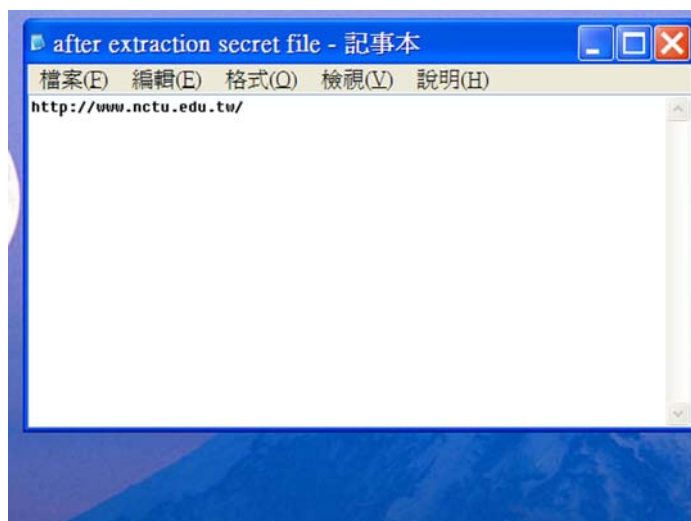 after extraction secret file - 記事本
檔案(F) 編輯(E) 格式(O) 檢視(V) 說明(H)
http://www.nctu.edu.tw/